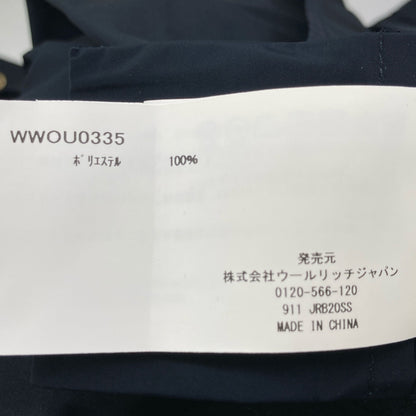 WWOU0335
ﾎﾟﾘｴｽﾃﾙ 100%
発売元
株式会社ウールリッチジャパン
0120-566-120
911 JRB20SS
MADE IN CHINA